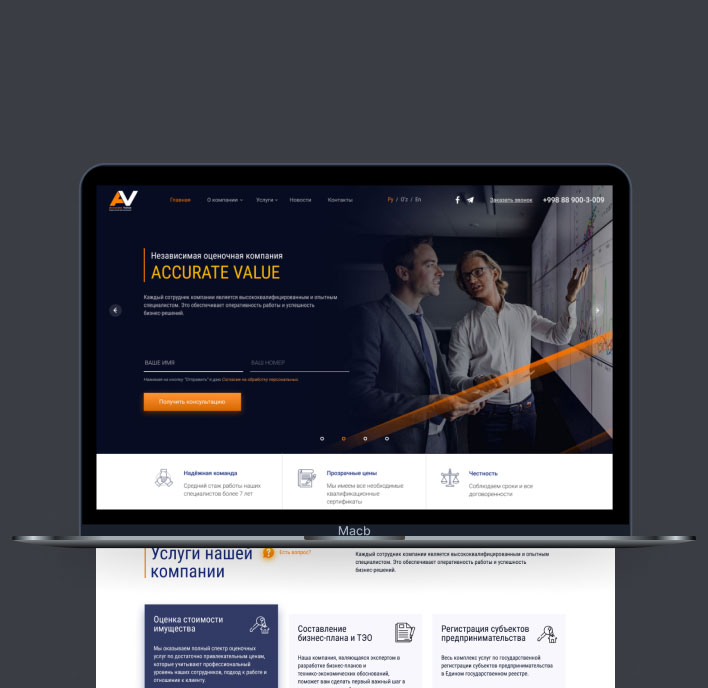 AV
Главная О компании Услуги Новости Контакты Ру / O'z / En Заказать звонок +998 88 900-3-009
Независимая оценочная компания
ACCURATE VALUE
Каждый сотрудник компании является высококвалифицированным и опытным
специалистом. Это обеспечивает оперативность работы и успешность
бизнес-решений.
ВАШЕ ИМЯ ВАШ НОМЕР
Нажимая на кнопку "Отправить" я даю Согласие на обработку персональных
Получить консультацию
Надёжная команда
Средний стаж работы наших
специалистов более 7 лет
Прозрачные цены
Мы имеем все необходимые
квалификационные
сертификаты
Честность
Соблюдаем сроки и все
договоренности
Macb
Услуги нашей
компании
? Есть вопрос?
Каждый сотрудник компании является высококвалифицированным и опытным
специалистом. Это обеспечивает оперативность работы и успешность
бизнес-решений.
Оценка стоимости
имущества
Мы оказываем полный спектр оценочных
услуг по достаточно привлекательным ценам,
которые учитывают профессиональный
уровень наших сотрудников, подход к работе и
отношение к клиенту.
Составление
бизнес-плана и ТЭО
Наша компания, являющаяся экспертом в
разработке бизнес-планов и
технико-экономических обоснований,
поможет вам сделать первый важный шаг в
Регистрация субъектов
предпринимательства
Весь комплекс услуг по государственной
регистрации субъектов предпринимательства
в Едином государственном реестре.